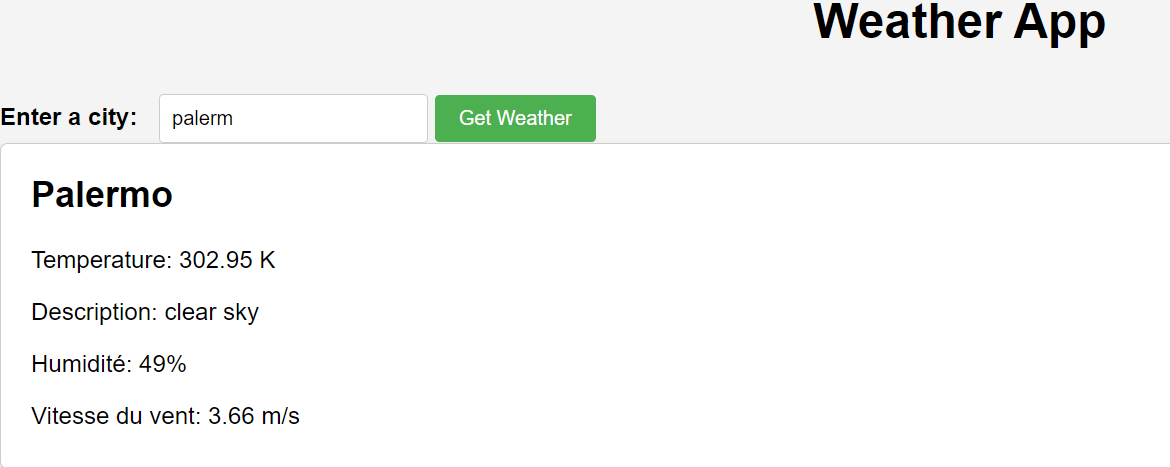 Weather App
Enter a city: palerm Get Weather
Palermo
Temperature: 302.95 K
Description: clear sky
Humidité: 49%
Vitesse du vent: 3.66 m/s